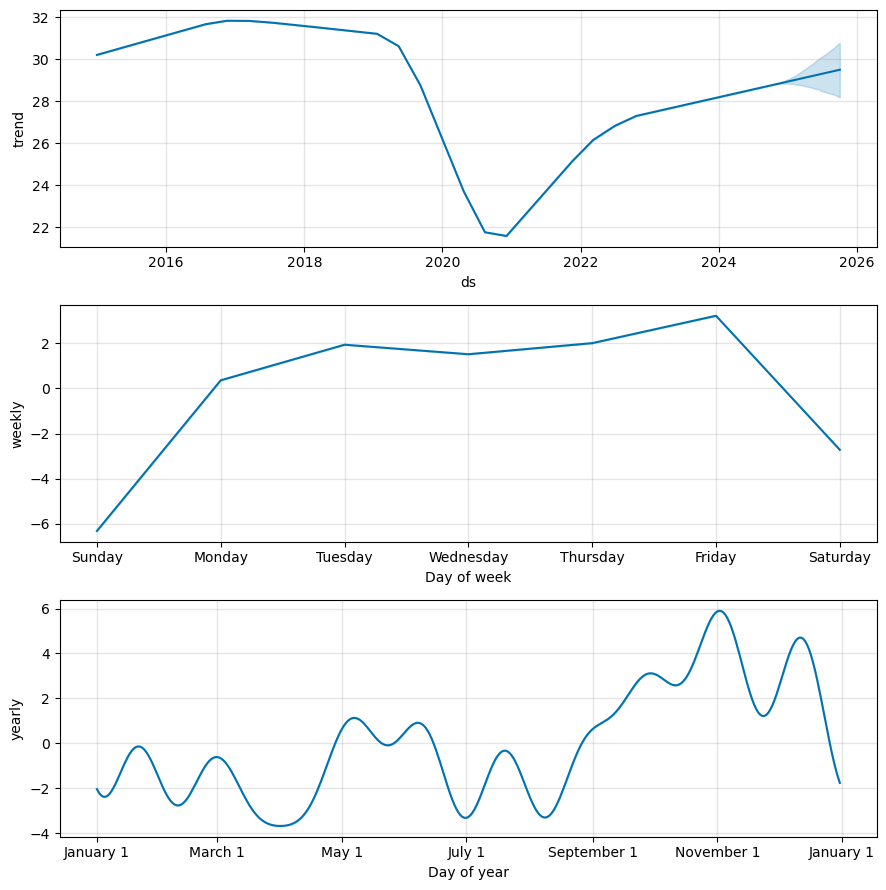 32
30
28
26
24
22
trend
2016 2018 2020 2022 2024 2026
ds
2
0
−2
−4
−6
weekly
Sunday Monday Tuesday Wednesday Thursday Friday Saturday
Day of week
6
4
2
0
−2
−4
yearly
January 1 March 1 May 1 July 1 September 1 November 1 January 1
Day of year